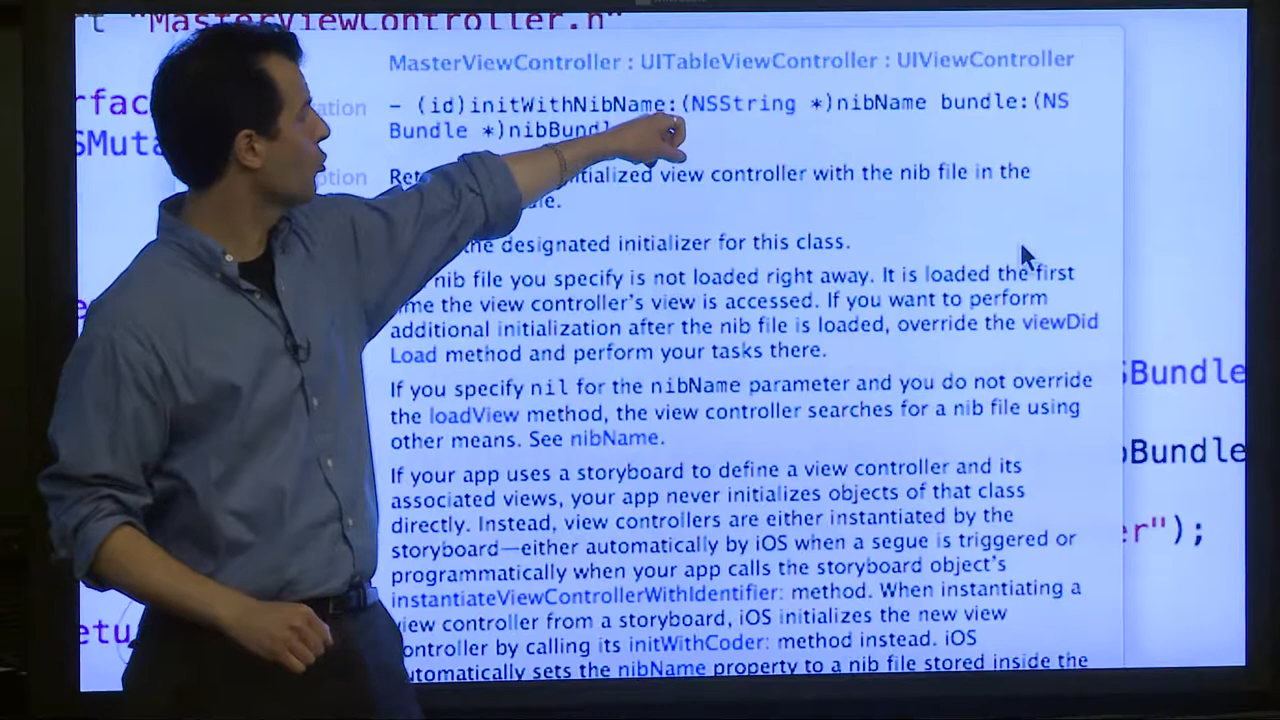 "MasterViewController.h"
MasterViewController : UITableViewController : UIViewController
- (id)initWithNibName:(NSString *)nibName bundle:(NS
Bundle *)nibBundl
initialized view controller with the nib file in the
the designated initializer for this class.
nib file you specify is not loaded right away. It is loaded the first
me the view controller's view is accessed. If you want to perform
additional initialization after the nib file is loaded, override the viewDid
Load method and perform your tasks there.
SBundle
If you specify nil for the nibName parameter and you do not override
the loadView method, the view controller searches for a nib file using
other means. See nibName.
bBundle
If your app uses a storyboard to define a view controller and its
associated views, your app never initializes objects of that class
directly. Instead, view controllers are either instantiated by the
er");
storyboard—either automatically by iOS when a segue is triggered or
programmatically when your app calls the storyboard object's
instantiateViewControllerWithIdentifier: method. When instantiating a
view controller from a storyboard, iOS initializes the new view
etu
controller by calling its initWithCoder: method instead. iOS
automatically sets the nibName property to a nib file stored inside the